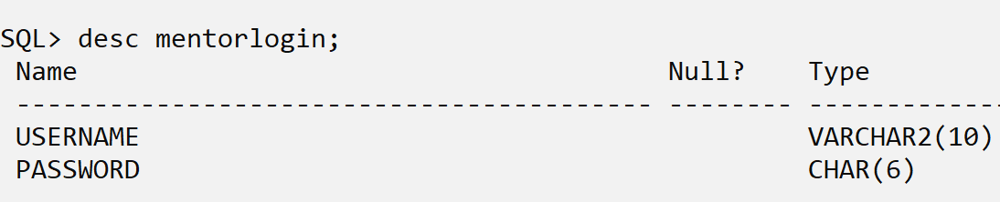 SQL> desc mentorlogin;
Name Null? Type
----------------------------------------- -------- -------------
USERNAME VARCHAR2(10)
PASSWORD CHAR(6)